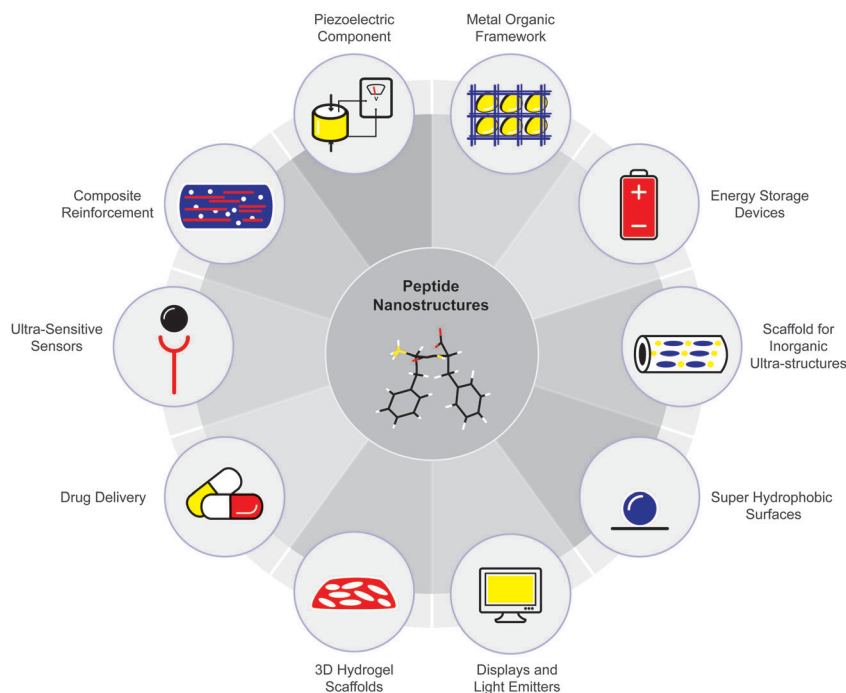 Piezoelectric
Component
Metal Organic
Framework
V
Composite
Reinforcement
+
−
Energy Storage
Devices
Peptide
Nanostructures
Ultra-Sensitive
Sensors
Scaffold for
Inorganic
Ultra-structures
Drug Delivery
Super Hydrophobic
Surfaces
3D Hydrogel
Scaffolds
Displays and
Light Emitters